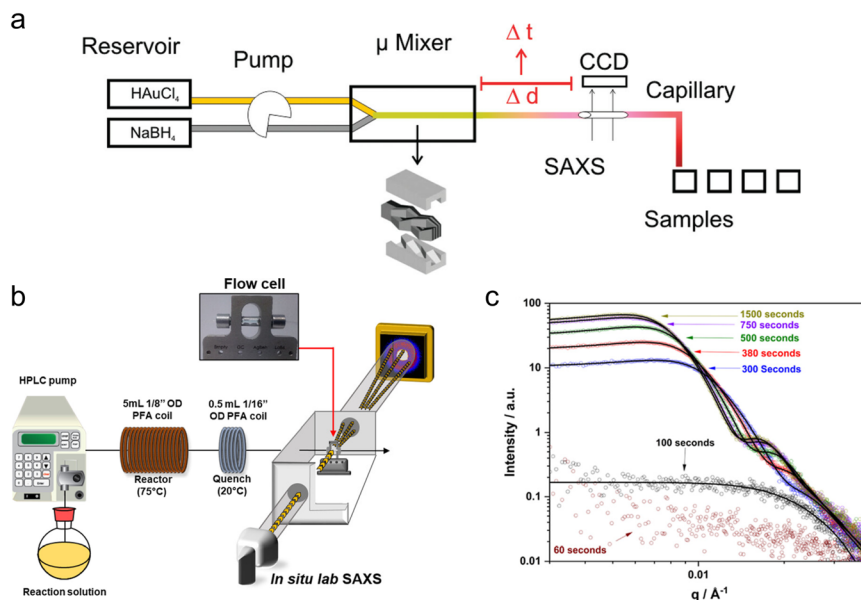 a
Reservoir
HAuCl₄
NaBH₄
Pump
μ Mixer
Δ t
Δ d
CCD
SAXS
Capillary
Samples
b
Flow cell
HPLC pump
5mL 1/8" OD
PFA coil
Reactor
(75°C)
0.5 mL 1/16"
OD PFA coil
Quench
(20°C)
Reaction solution
In situ lab SAXS
c
Intensity / a.u.
100
10
1
0.1
0.01
1500 seconds
750 seconds
500 seconds
380 seconds
300 Seconds
100 seconds
60 seconds
0.01
q / Å⁻¹